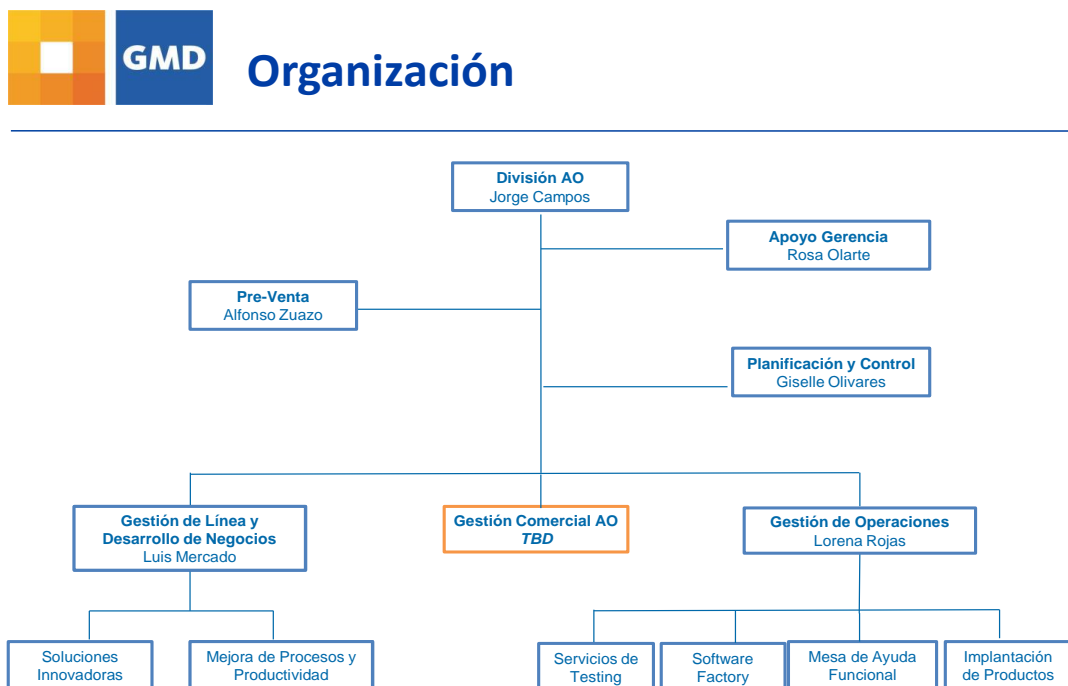 GMD
Organización
División AO
Jorge Campos
Apoyo Gerencia
Rosa Olarte
Pre-Venta
Alfonso Zuazo
Planificación y Control
Giselle Olivares
Gestión de Línea y
Desarrollo de Negocios
Luis Mercado
Gestión Comercial AO
TBD
Gestión de Operaciones
Lorena Rojas
Soluciones
Innovadoras
Mejora de Procesos y
Productividad
Servicios de
Testing
Software
Factory
Mesa de Ayuda
Funcional
Implantación
de Productos